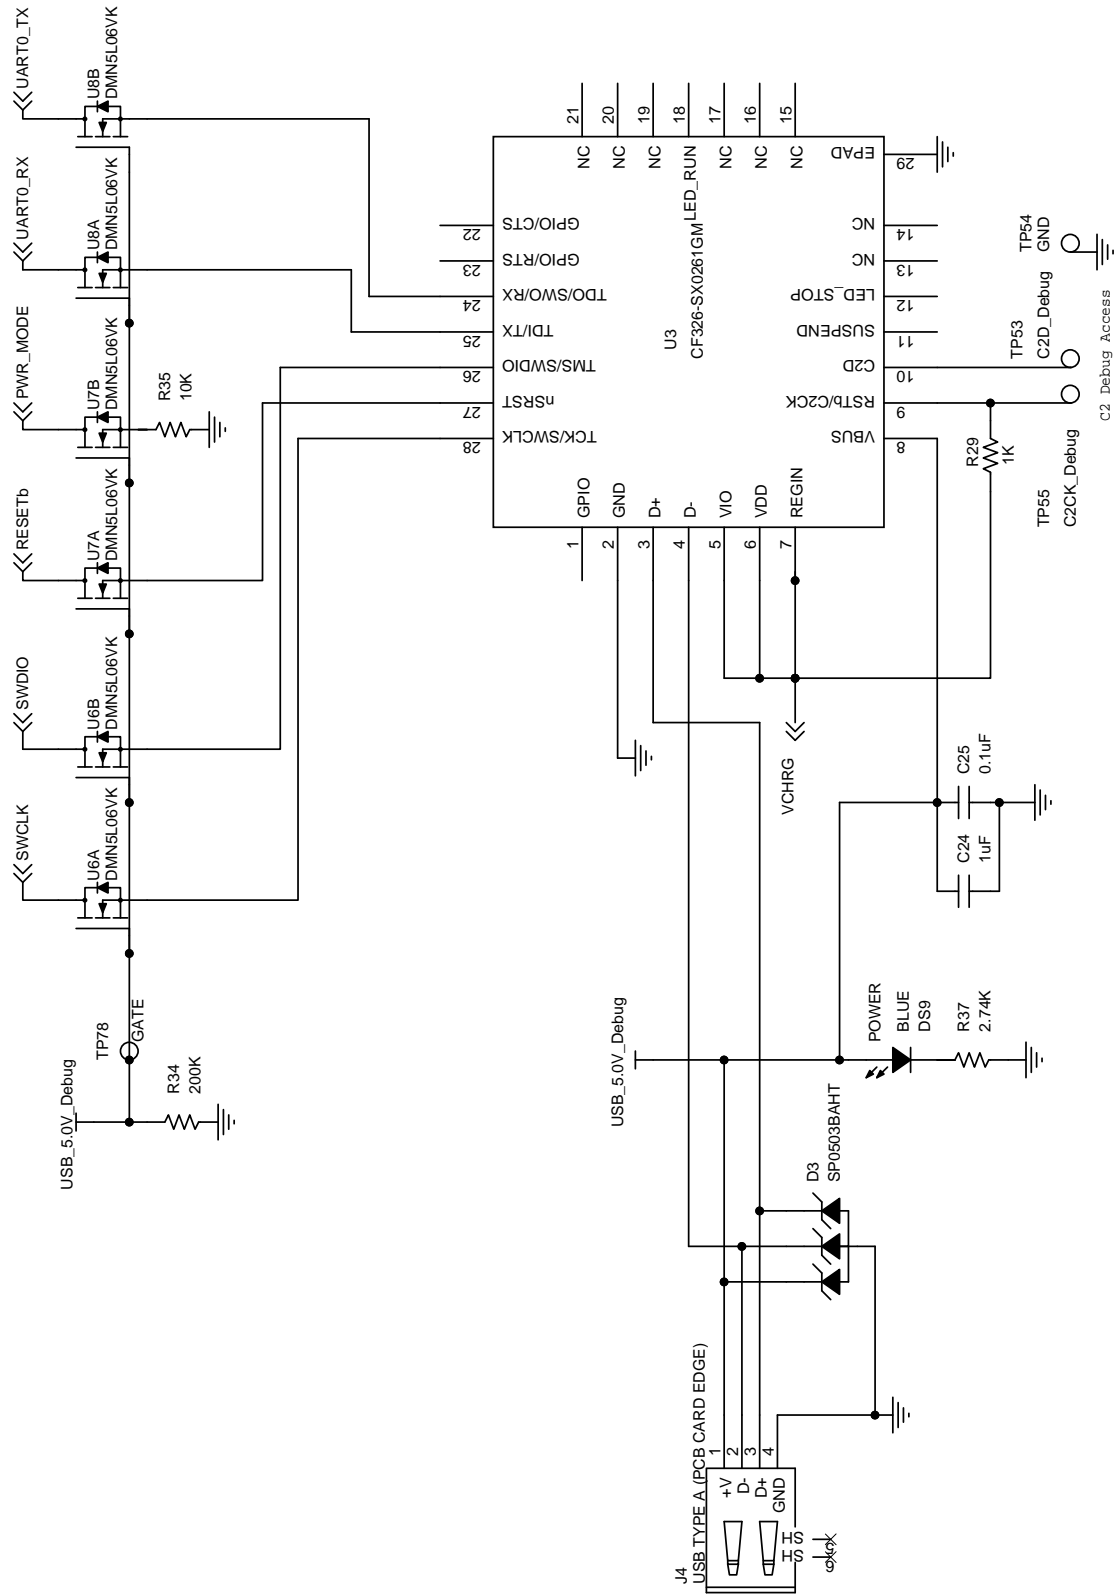 UART0_TX
U8B
DMN5L06VK
UART0_RX
U8A
DMN5L06VK
PWR_MODE
U7B
DMN5L06VK
R35
10K
RESETb
U7A
DMN5L06VK
SWDIO
U6B
DMN5L06VK
SWCLK
U6A
DMN5L06VK
TP78
GATE
USB_5.0V_Debug
R34
200K
21
NC
20
NC
19
NC
18
LED_RUN
17
NC
16
NC
15
NC
22
GPIO/CTS
23
GPIO/RTS
24
TDO/SWO/RX
25
TDI/TX
26
TMS/SWDIO
27
nSRST
28
TCK/SWCLK
U3
CF326-SX0261GM
EPAD
29
NC
14
NC
13
LED_STOP
12
SUSPEND
11
C2D
10
RSTb/C2CK
9
VBUS
8
GPIO
1
GND
2
D+
3
D-
4
VIO
5
VDD
6
REGIN
7
TP54
GND
TP53
C2D_Debug
C2 Debug Access
TP55
C2CK_Debug
R29
1K
VCHRG
C25
0.1uF
C24
1uF
USB_5.0V_Debug
POWER
BLUE
DS9
R37
2.74K
D3
SP0503BAHT
J4
USB TYPE A (PCB CARD EDGE)
+V
1
D-
2
D+
3
GND
4
SH
SH
6